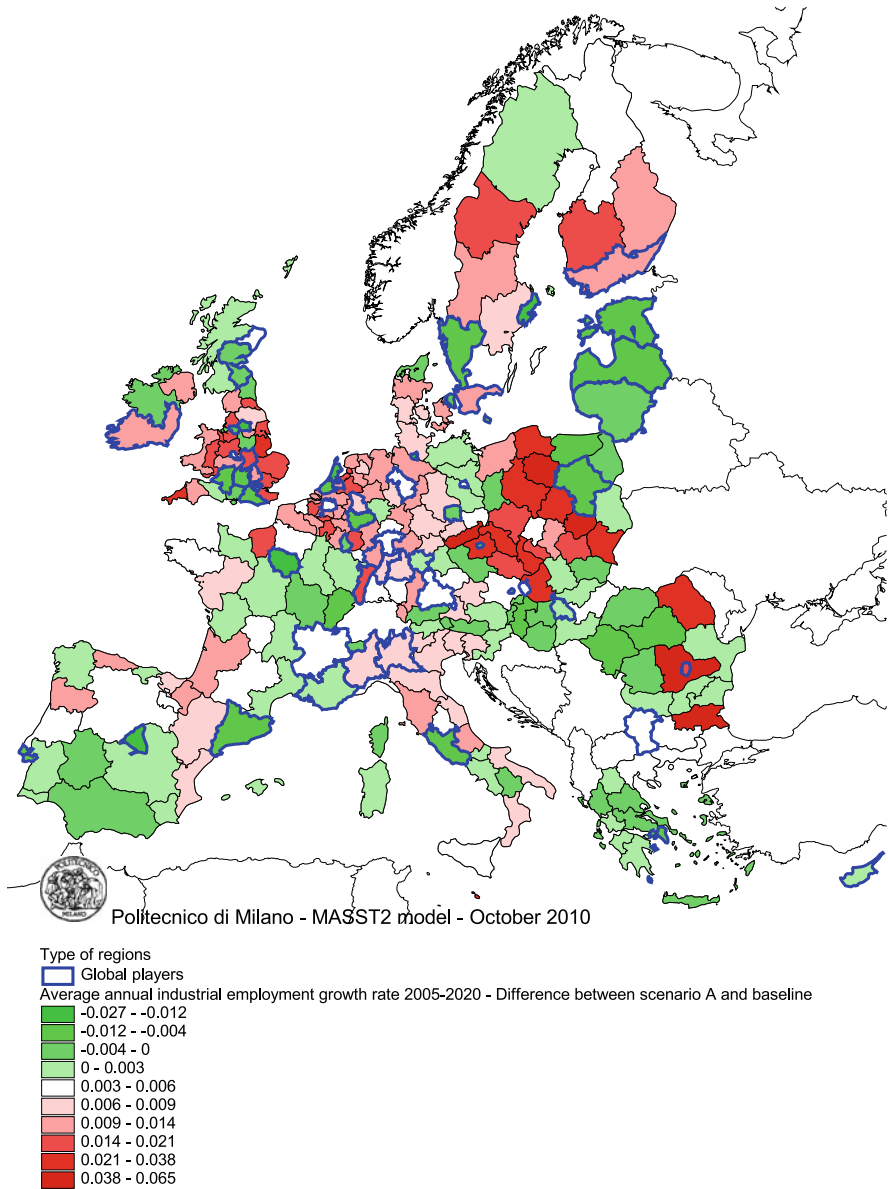 POLITECNICO
MILANO
Politecnico di Milano - MASST2 model - October 2010
Type of regions
Global players
Average annual industrial employment growth rate 2005-2020 - Difference between scenario A and baseline
-0.027 - -0.012
-0.012 - -0.004
-0.004 - 0
0 - 0.003
0.003 - 0.006
0.006 - 0.009
0.009 - 0.014
0.014 - 0.021
0.021 - 0.038
0.038 - 0.065